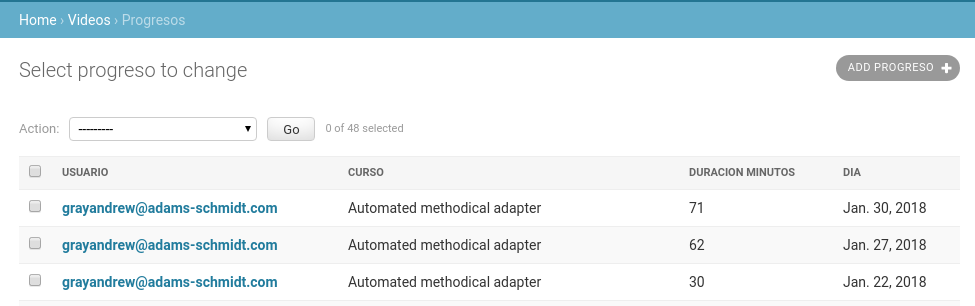 Home › Videos › Progresos
Select progreso to change
ADD PROGRESO +
Action: --------- Go 0 of 48 selected
USUARIO CURSO DURACION MINUTOS DIA
grayandrew@adams-schmidt.com Automated methodical adapter 71 Jan. 30, 2018
grayandrew@adams-schmidt.com Automated methodical adapter 62 Jan. 27, 2018
grayandrew@adams-schmidt.com Automated methodical adapter 30 Jan. 22, 2018